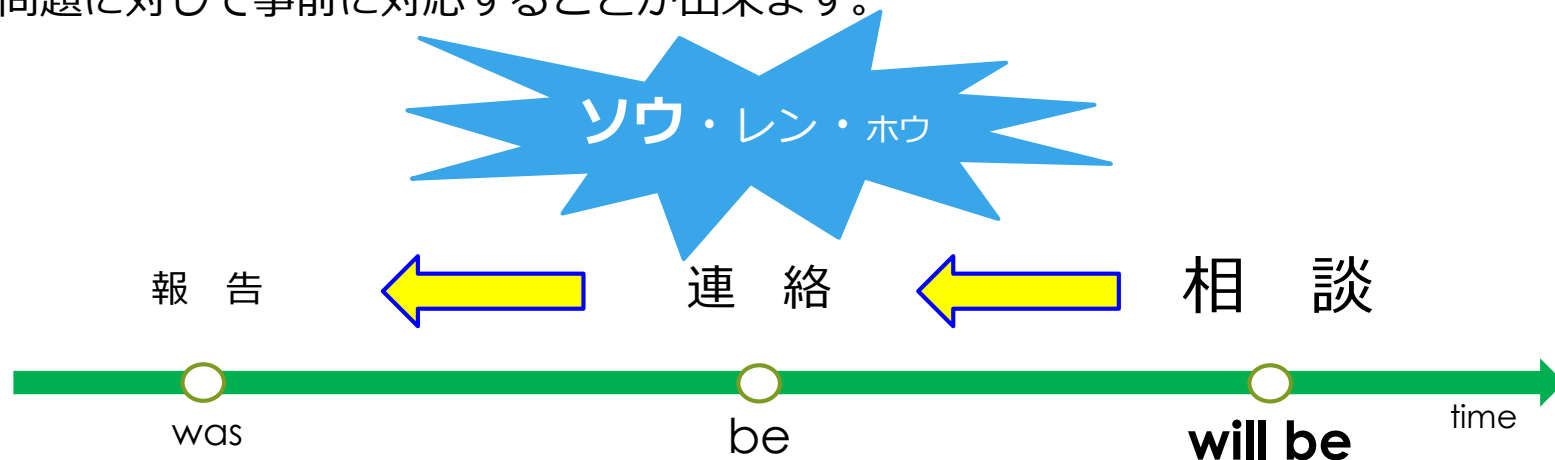 問題に対して事前に対応することが出来ます。
ソウ・レン・ホウ
報　告
連　絡
相　談
was
be
will be
time